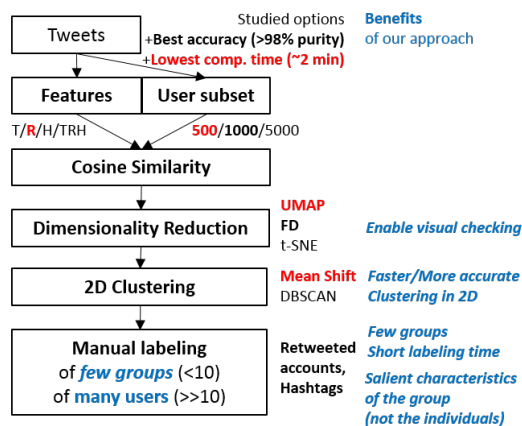 Studied options
Benefits
Tweets
+Best accuracy (>98% purity)
of our approach
+Lowest comp. time (~2 min)
Features
User subset
T/R/H/TRH
500/1000/5000
Cosine Similarity
UMAP
Dimensionality Reduction
FD
Enable visual checking
t-SNE
2D Clustering
Mean Shift
Faster/More accurate
DBSCAN
Clustering in 2D
Manual labeling
of few groups (<10)
of many users (>>10)
Retweeted
accounts,
Hashtags
Few groups
Short labeling time
Salient characteristics
of the group
(not the individuals)